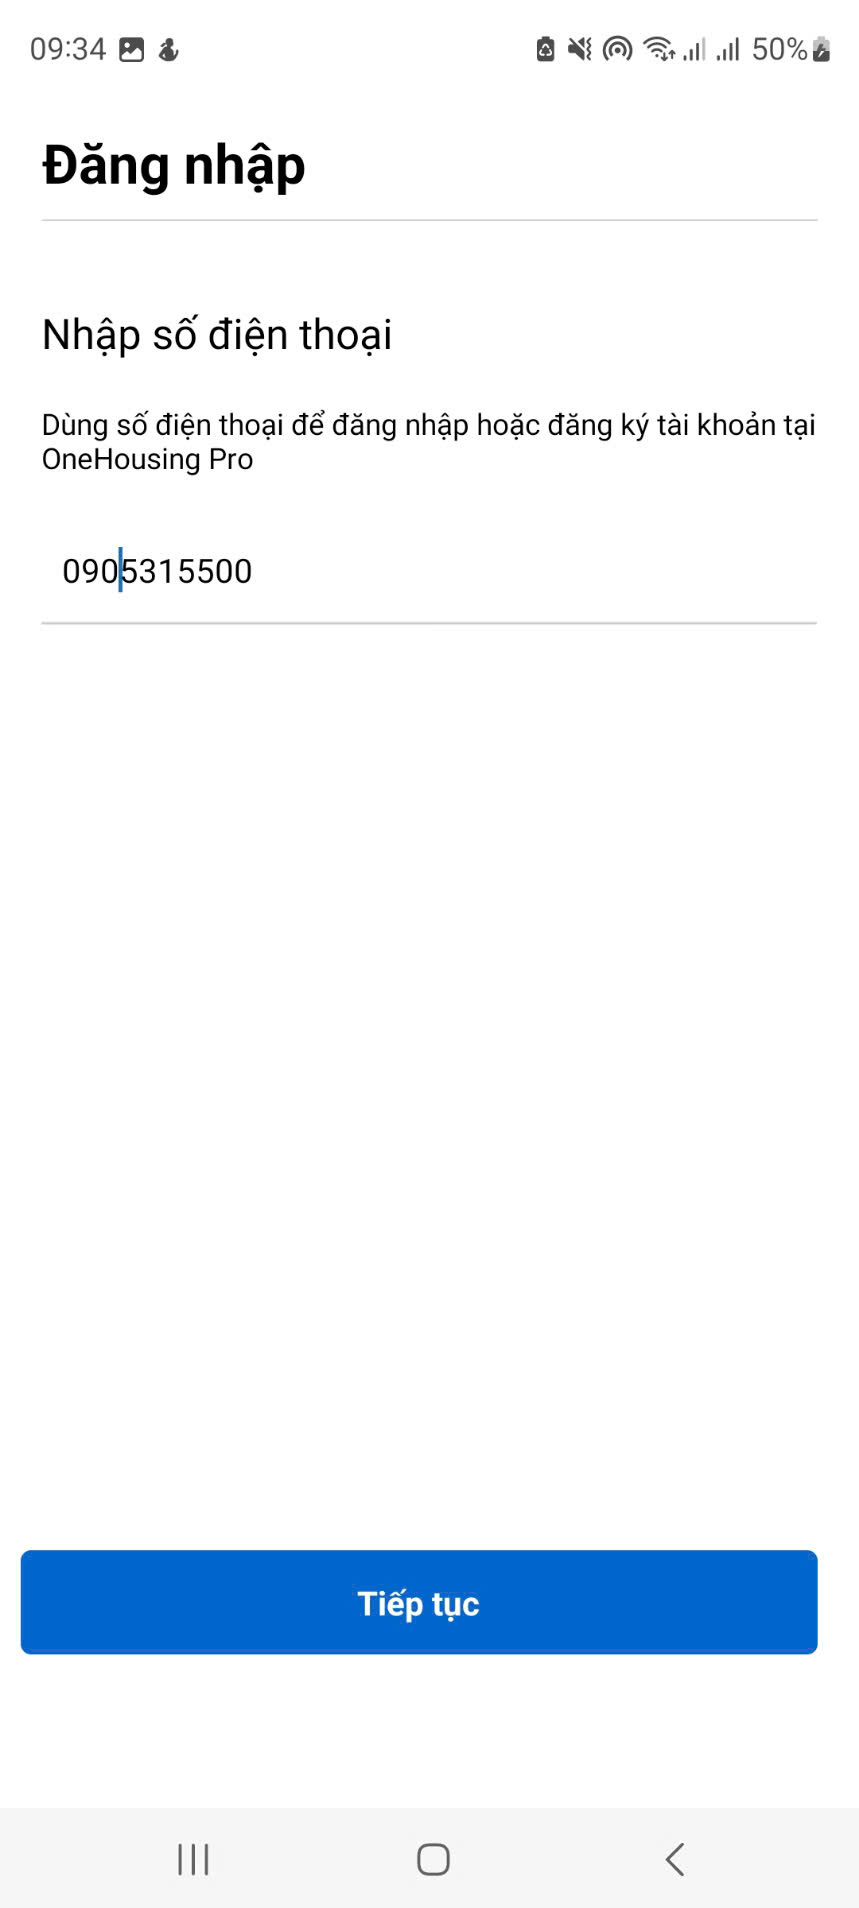 09:34
50%
Đăng nhập
Nhập số điện thoại
Dùng số điện thoại để đăng nhập hoặc đăng ký tài khoản tại
OneHousing Pro
0905315500
Tiếp tục